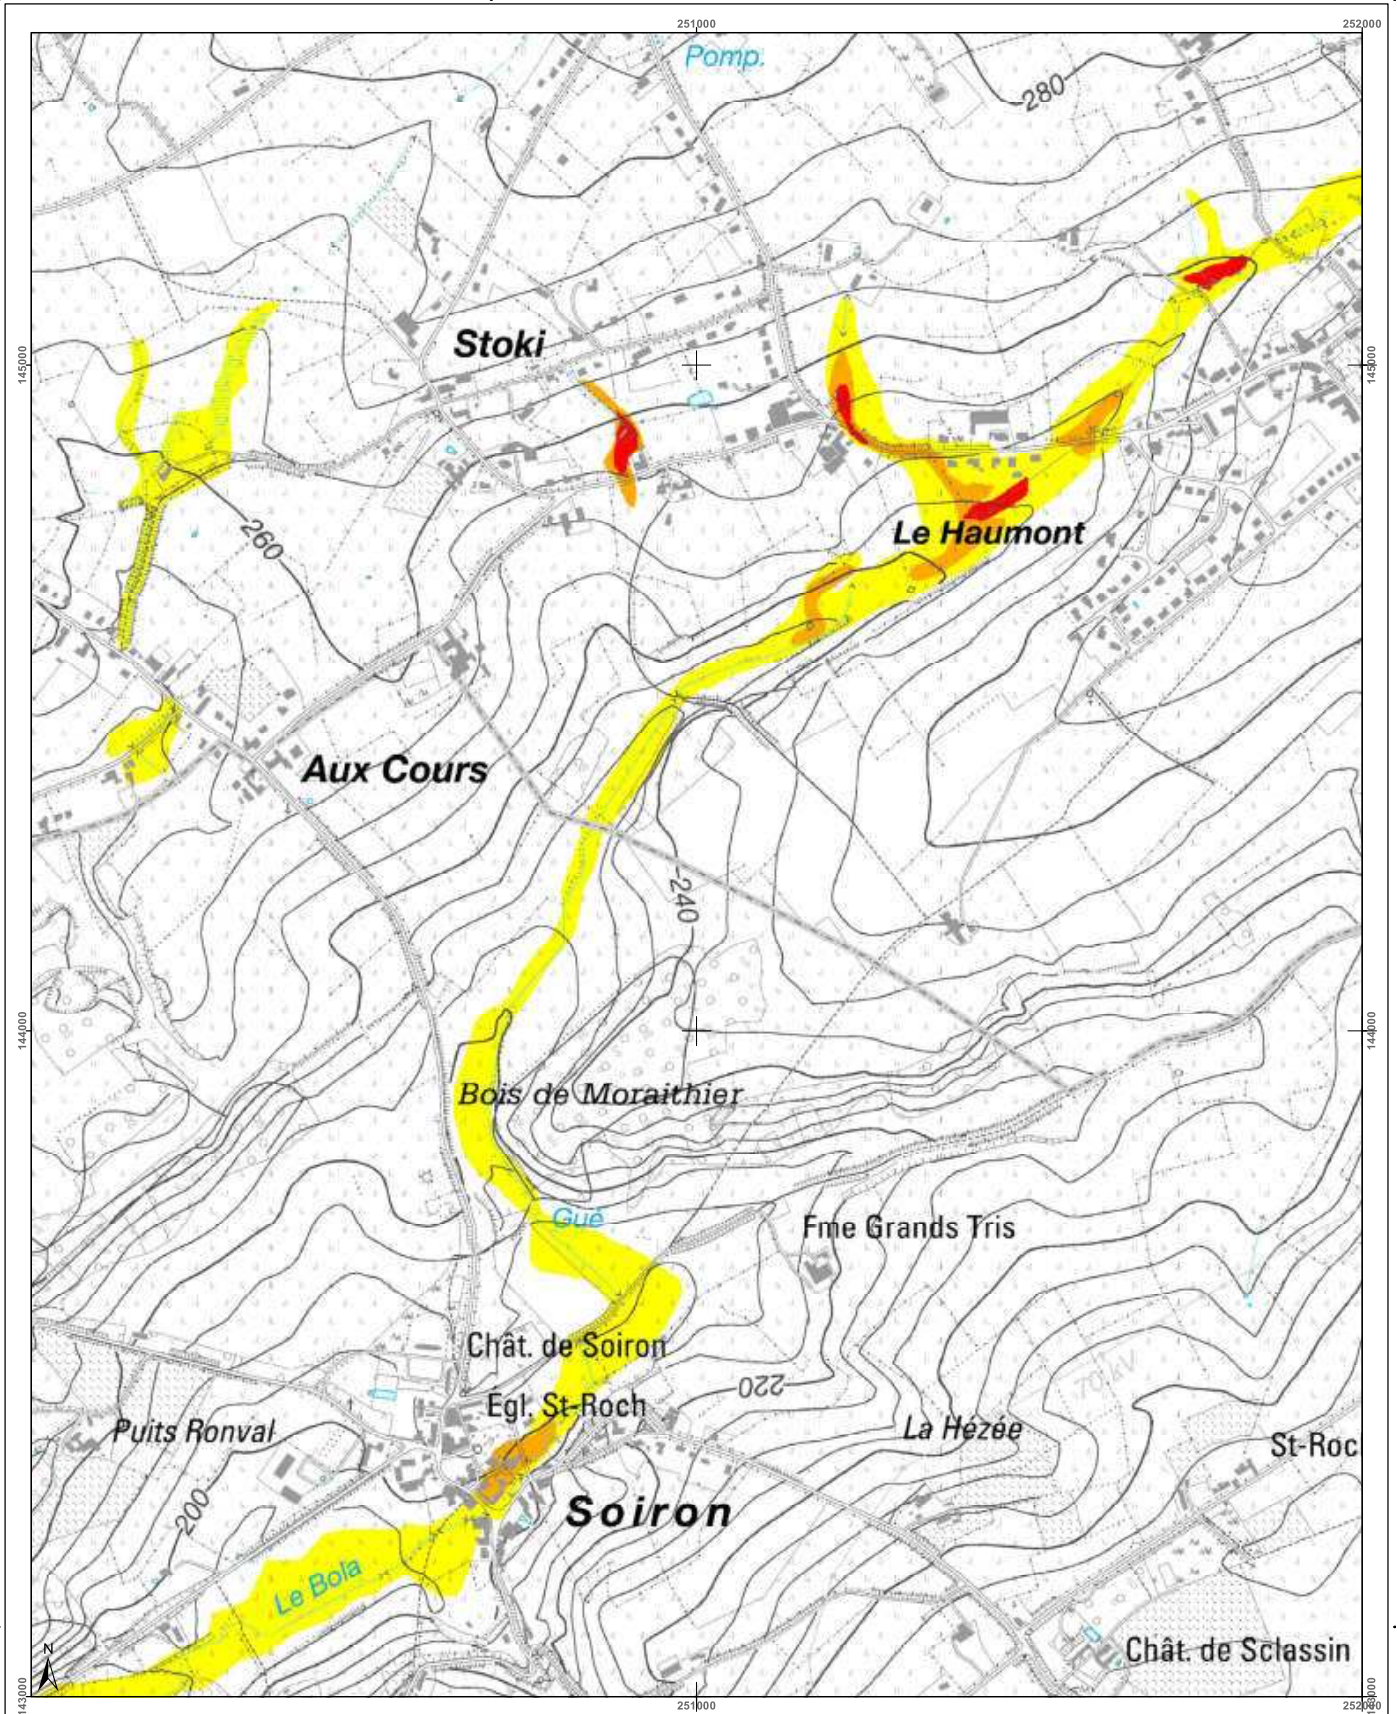 251000
252000
Pomp.
280
Stoki
145000
145000
Le Haumont
260
Aux Cours
240
144000
144000
Bois de Moraithier
Gué
Fme Grands Tris
Chât. de Soiron
220
70 kV
Egl. St-Roch
Puits Ronval
La Hézée
St-Roc
200
Soiron
Le Bola
Chât. de Sclassin
N
143000
251000
252000